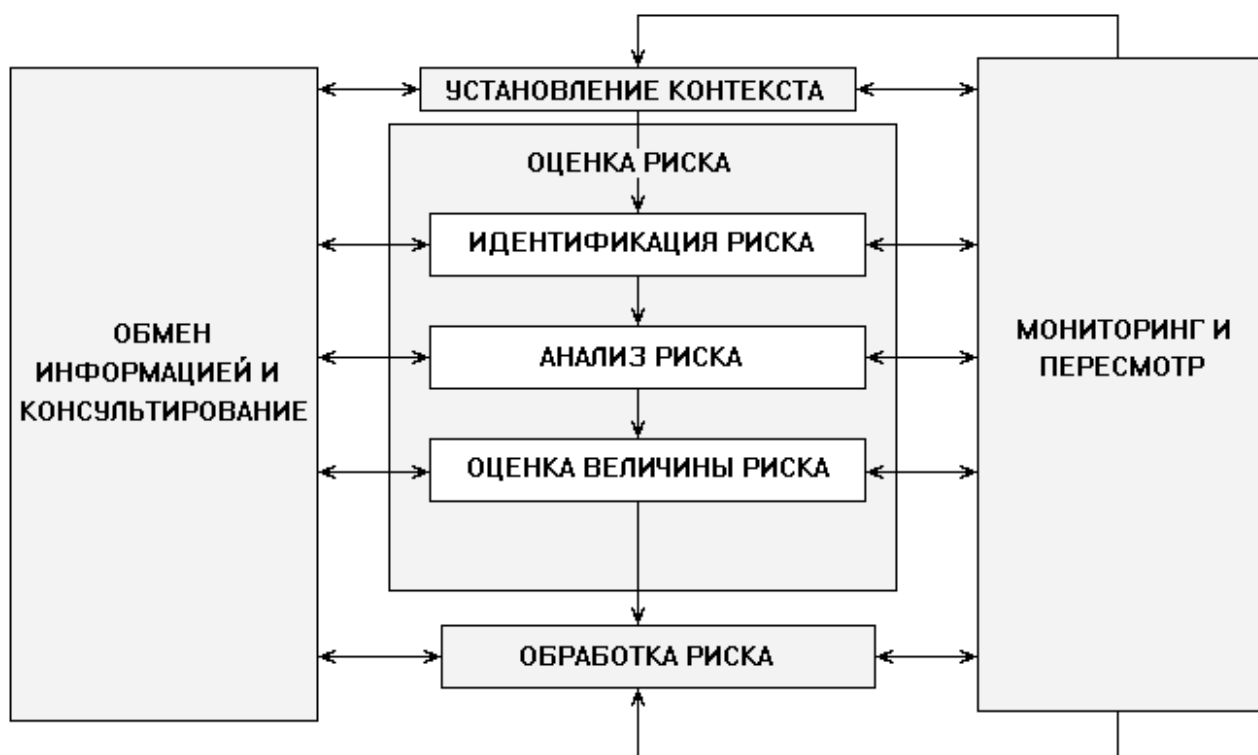 УСТАНОВЛЕНИЕ КОНТЕКСТА
ОЦЕНКА РИСКА
ИДЕНТИФИКАЦИЯ РИСКА
АНАЛИЗ РИСКА
ОЦЕНКА ВЕЛИЧИНЫ РИСКА
ОБРАБОТКА РИСКА
ОБМЕН
ИНФОРМАЦИЕЙ И
КОНСУЛЬТИРОВАНИЕ
МОНИТОРИНГ И
ПЕРЕСМОТР